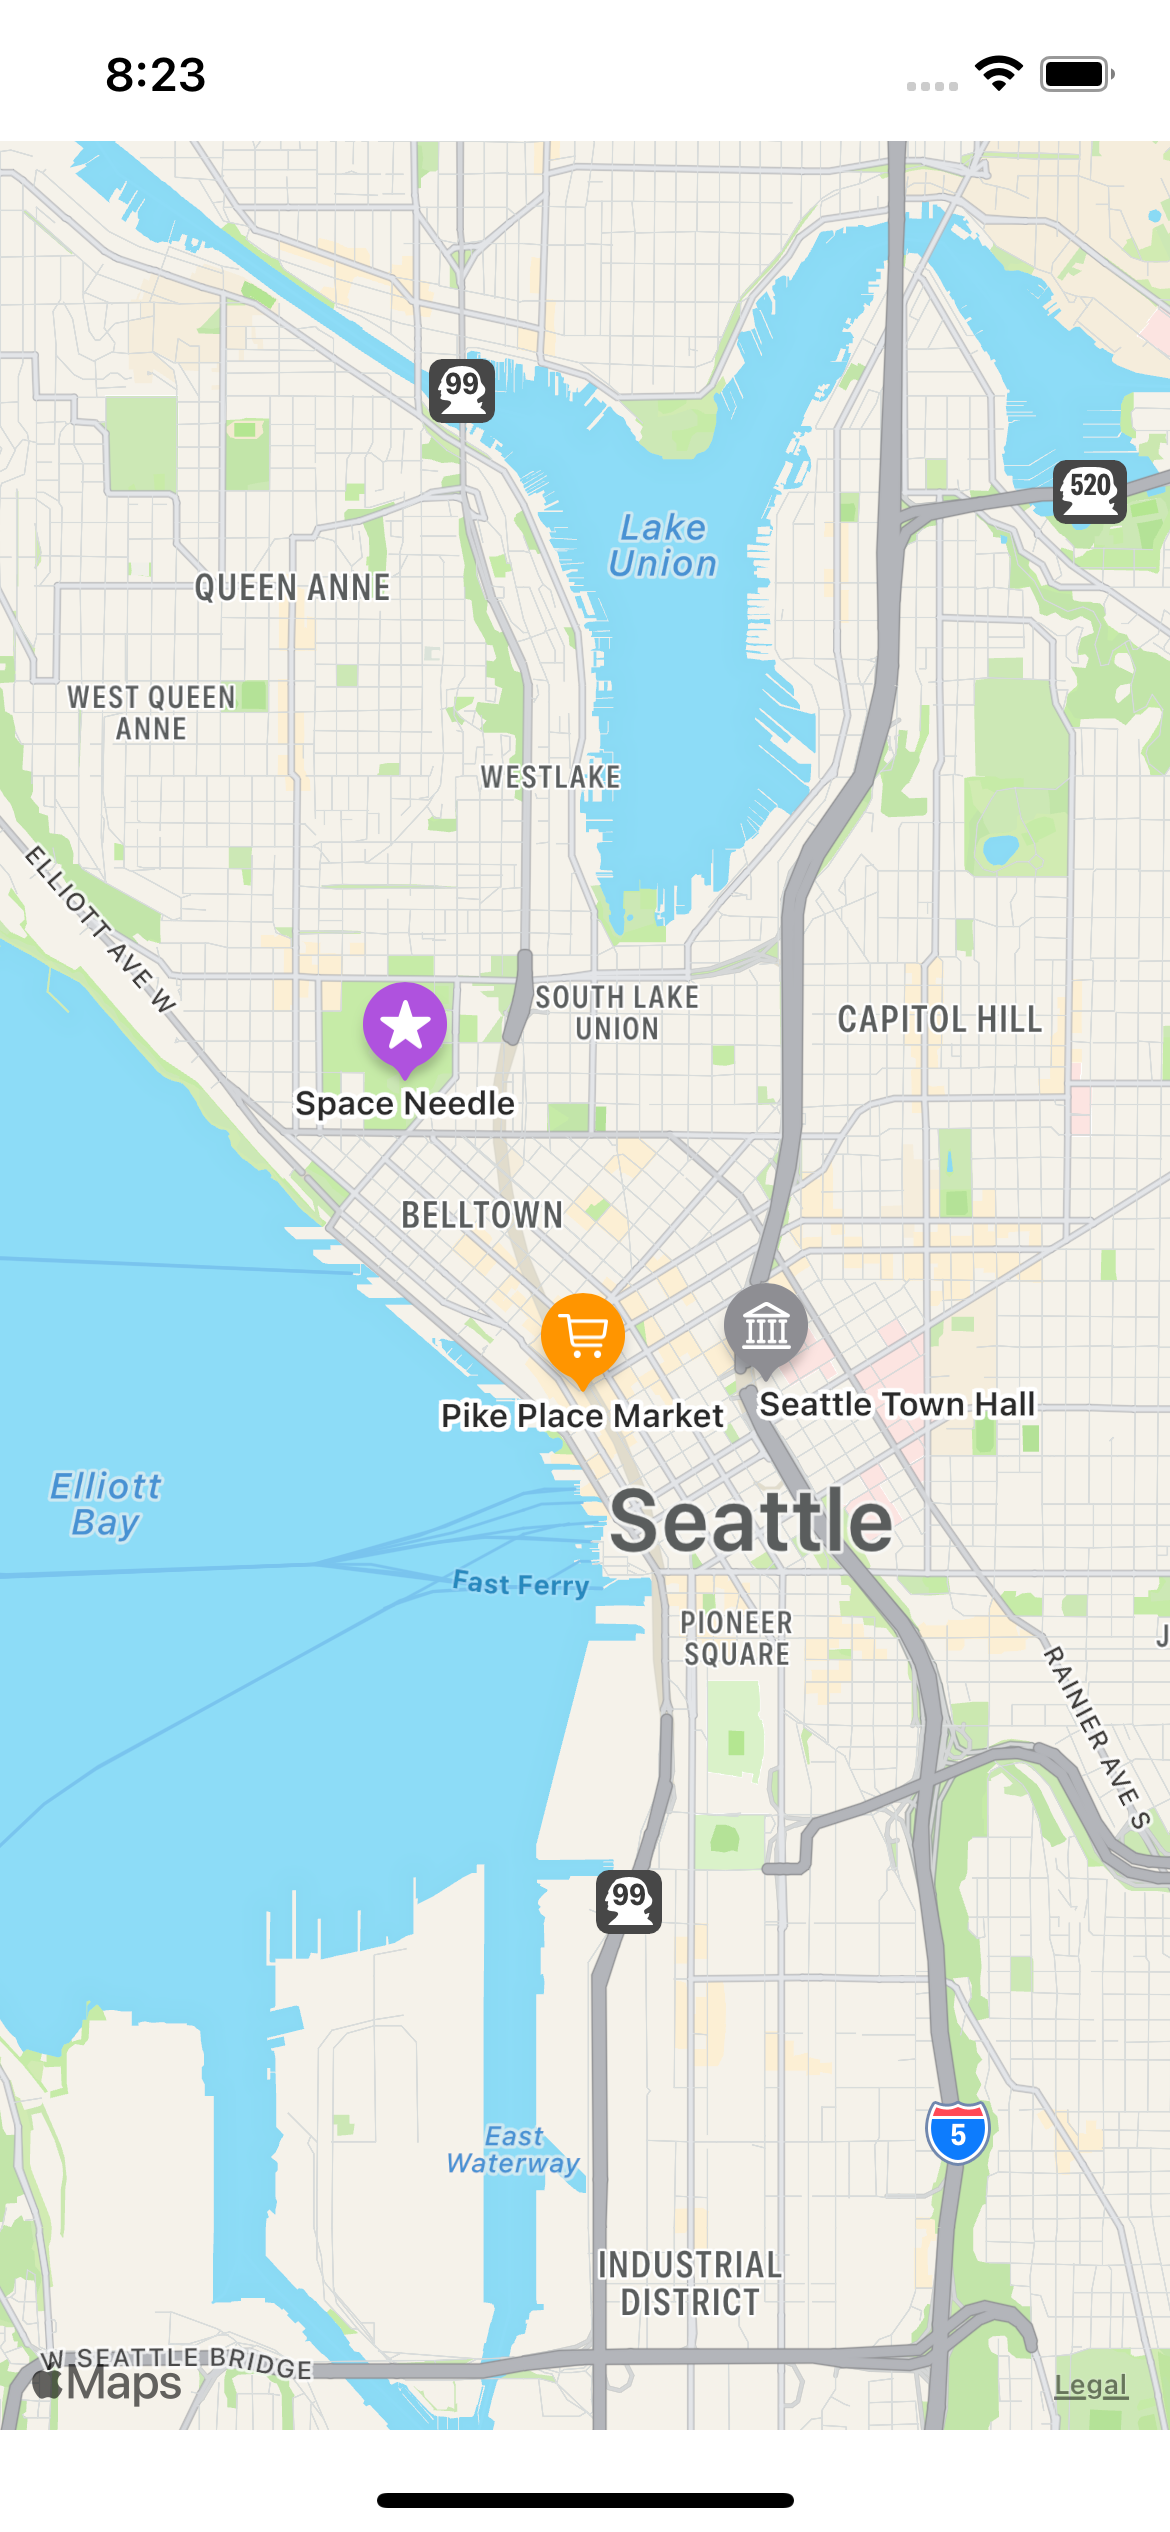 8:23
99
520
Lake
Union
QUEEN ANNE
WEST QUEEN
ANNE
WESTLAKE
ELLIOTT AVE W
SOUTH LAKE
UNION
CAPITOL HILL
Space Needle
BELLTOWN
Pike Place Market
Seattle Town Hall
Elliott
Bay
Seattle
Fast Ferry
PIONEER
SQUARE
J
RAINIER AVE S
99
5
East
Waterway
INDUSTRIAL
DISTRICT
W SEATTLE BRIDGE
Maps
Legal